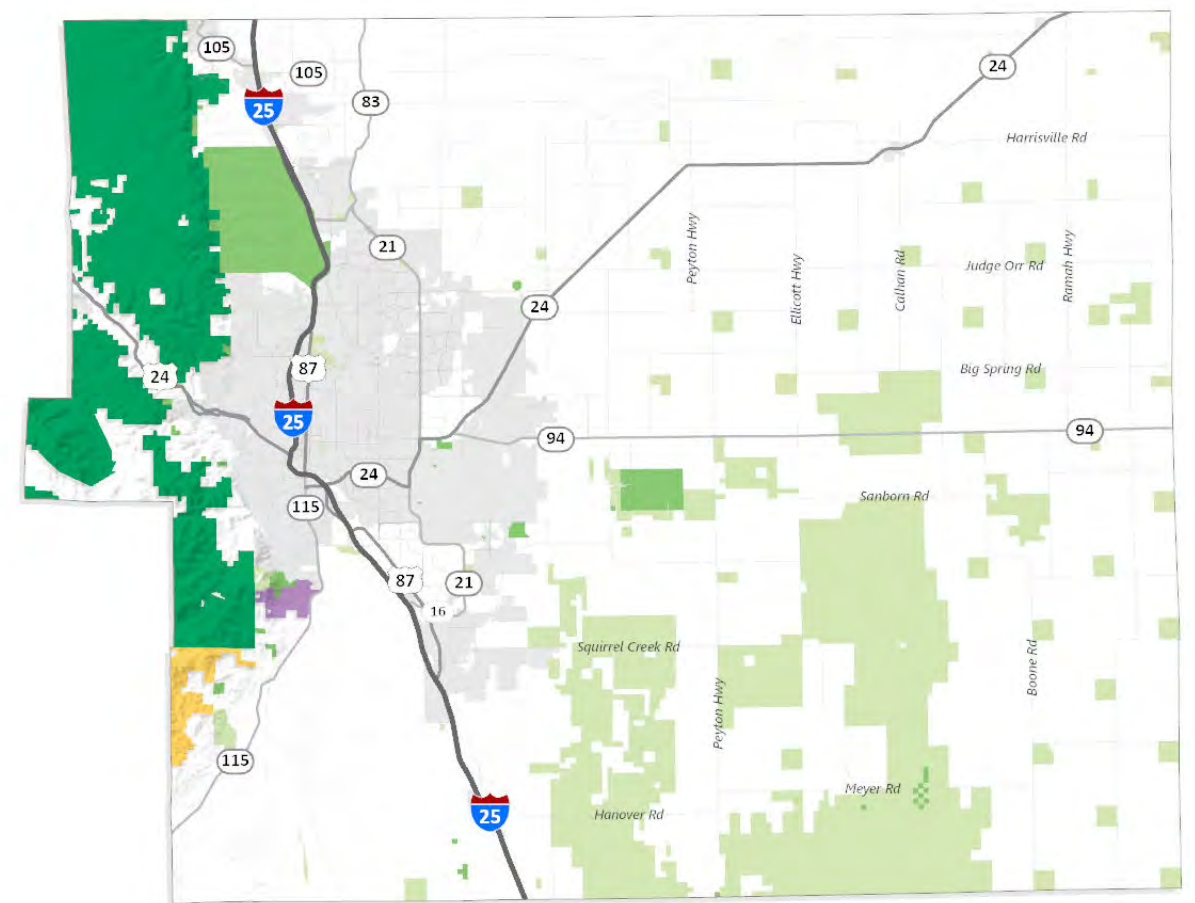 105
105
24
25
83
Harrisville Rd
21
Peyton Hwy
Ellicott Hwy
Calhan Rd
Judge Orr Rd
Ramah Hwy
24
87
24
Big Spring Rd
25
94
94
24
Sanborn Rd
115
87
21
16
Squirrel Creek Rd
Boone Rd
Peyton Hwy
115
Meyer Rd
25
Hanover Rd